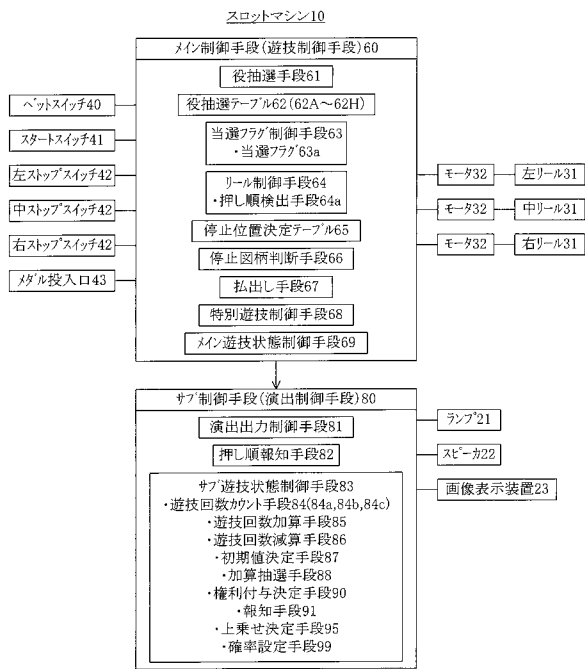 スロットマシン10
メイン制御手段(遊技制御手段)60
役抽選手段61
役抽選テーブル62(62A～62H)
当選フラグ制御手段63
・当選フラグ63a
リール制御手段64
・押し順検出手段64a
停止位置決定テーブル65
停止図柄判断手段66
払出し手段67
特別遊技制御手段68
メイン遊技状態制御手段69
ベットスイッチ40
スタートスイッチ41
左ストップスイッチ42
中ストップスイッチ42
右ストップスイッチ42
メダル投入口43
モータ32
左リール31
モータ32
中リール31
モータ32
右リール31
サブ制御手段(演出制御手段)80
演出出力制御手段81
押し順報知手段82
サブ遊技状態制御手段83
・遊技回数カウント手段84(84a,84b,84c)
・遊技回数加算手段85
・遊技回数減算手段86
・初期値決定手段87
・加算抽選手段88
・権利付与決定手段90
・報知手段91
・上乗せ決定手段95
・確率設定手段99
ランプ21
スピーカ22
画像表示装置23